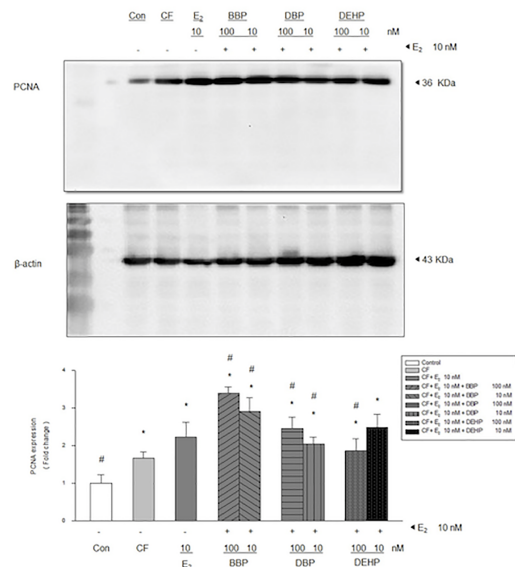 Con CF E₂ BBP DBP DEHP
10 100 10 100 10 100 10 nM
- - - + + + + + + ◄ E₂ 10 nM
PCNA ◄ 36 KDa
β-actin ◄ 43 KDa
PCNA expression
( Fold change )
4
3
2
1
0
# * * # * # * # * # * # * *
Control
CF
CF+ E₂ 10 nM
CF+ E₂ 10 nM + BBP 100 nM
CF+ E₂ 10 nM + BBP 10 nM
CF+ E₂ 10 nM + DBP 100 nM
CF+ E₂ 10 nM + DBP 10 nM
CF+ E₂ 10 nM + DEHP 100 nM
CF+ E₂ 10 nM + DEHP 10 nM
- - - + + + + + + ◄ E₂ 10 nM
Con CF 10 100 10 100 10 100 10 nM
E₂ BBP DBP DEHP